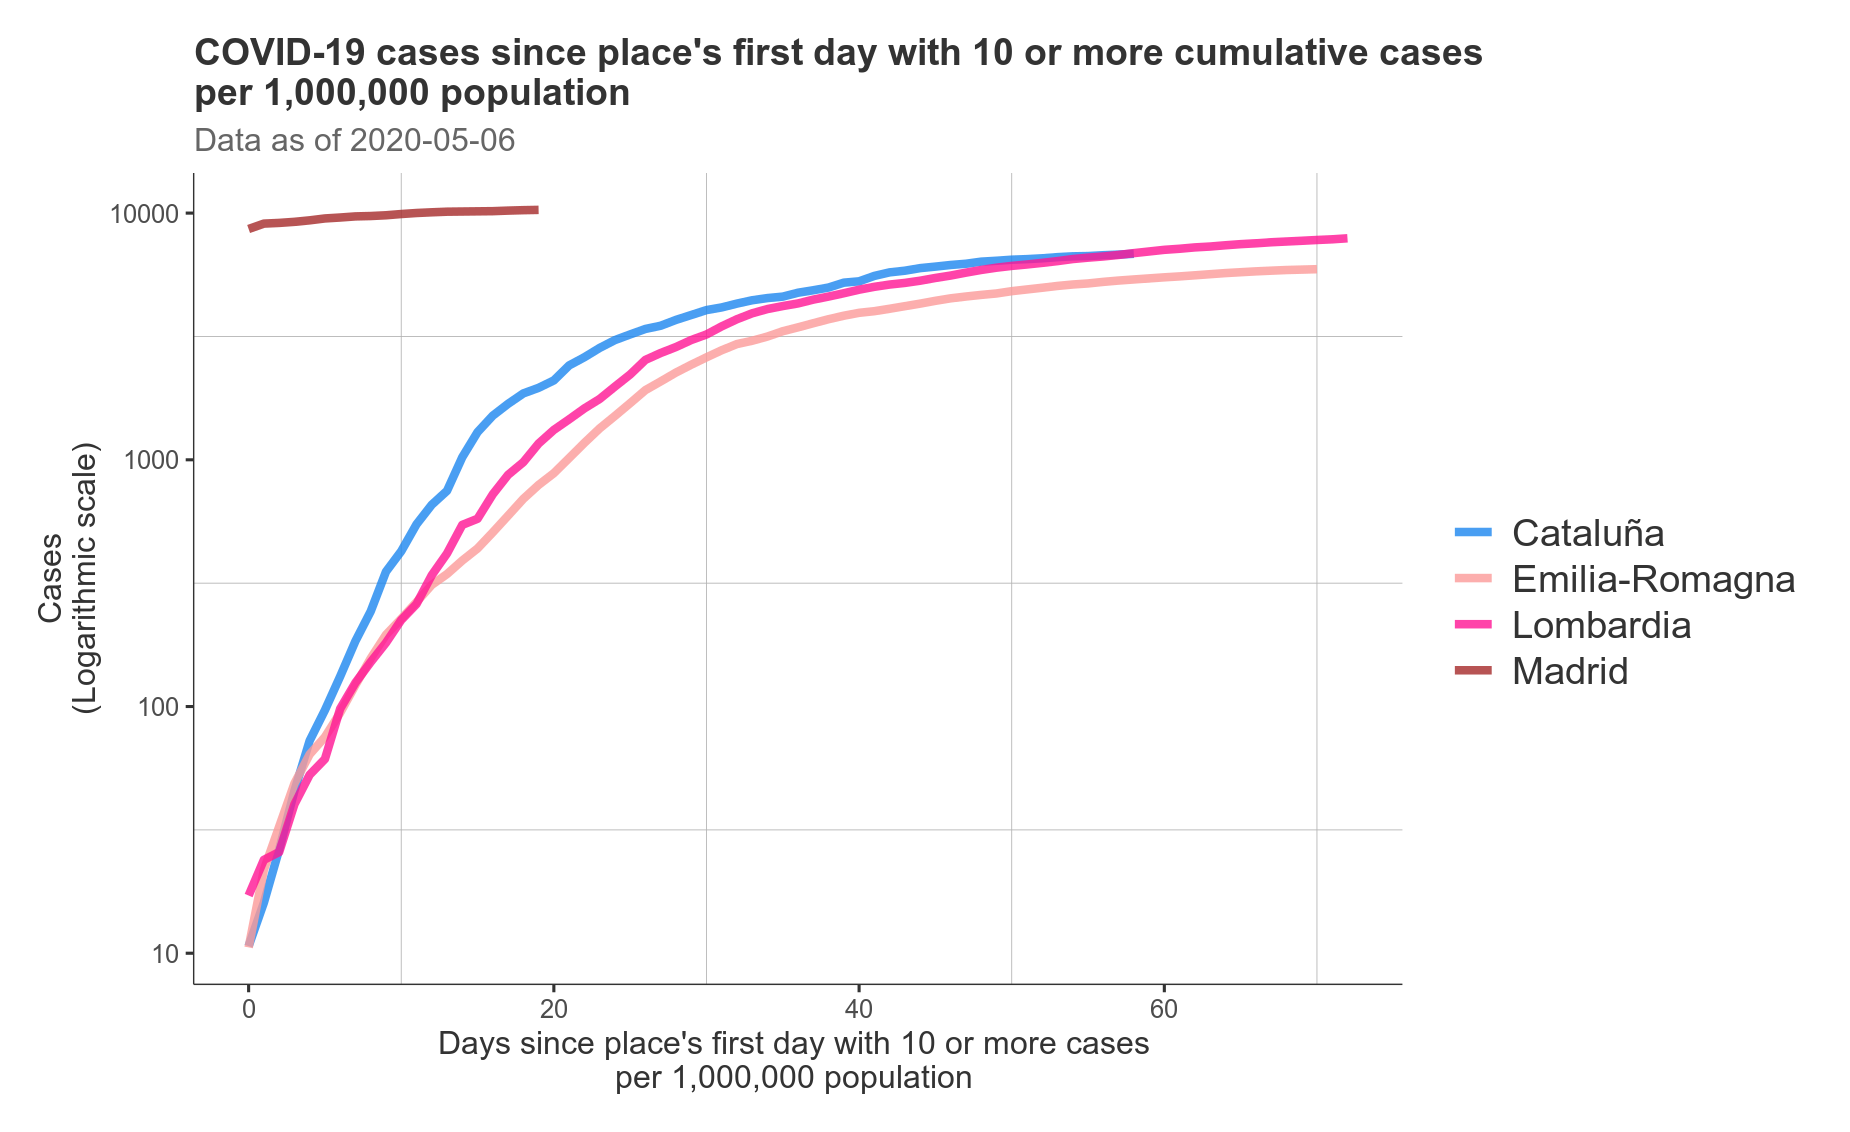 COVID-19 cases since place's first day with 10 or more cumulative cases
per 1,000,000 population
Data as of 2020-05-06
10000
1000
100
10
Cases
(Logarithmic scale)
0
20
40
60
Days since place's first day with 10 or more cases
per 1,000,000 population
Cataluña
Emilia-Romagna
Lombardia
Madrid